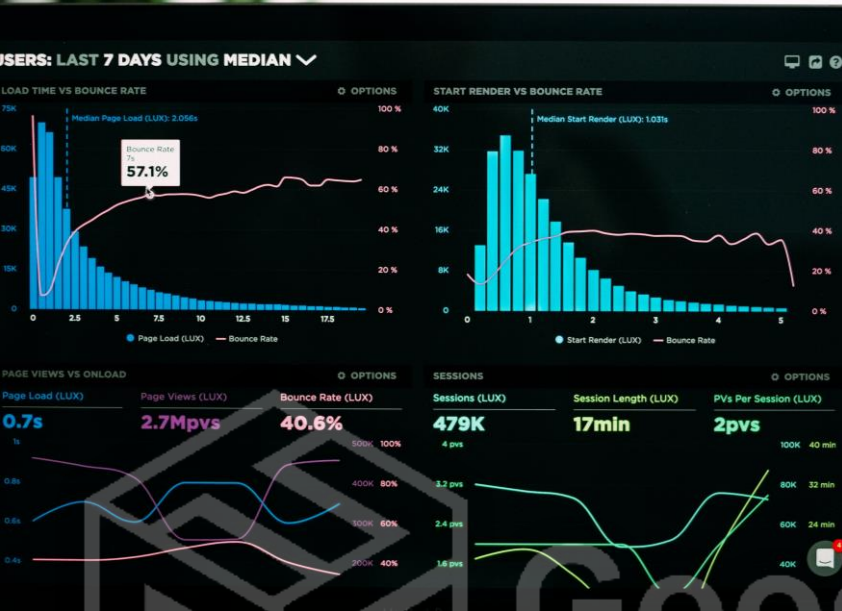 USERS: LAST 7 DAYS USING MEDIAN
LOAD TIME VS BOUNCE RATE
OPTIONS
75K
60K
45K
30K
15K
0
Median Page Load (LUX): 2.056s
Bounce Rate
7s
57.1%
100 %
80 %
60 %
40 %
20 %
0 %
0 2.5 5 7.5 10 12.5 15 17.5
Page Load (LUX) Bounce Rate
START RENDER VS BOUNCE RATE
OPTIONS
40K
32K
24K
16K
8K
0
Median Start Render (LUX): 1.031s
100 %
80 %
60 %
40 %
20 %
0 %
0 1 2 3 4 5
Start Render (LUX) Bounce Rate
PAGE VIEWS VS ONLOAD
OPTIONS
Page Load (LUX) Page Views (LUX) Bounce Rate (LUX)
0.7s 2.7Mpvs 40.6%
1s
0.8s
0.6s
0.4s
500K 100%
400K 80%
300K 60%
200K 40%
SESSIONS
OPTIONS
Sessions (LUX) Session Length (LUX) PVs Per Session (LUX)
479K 17min 2pvs
4 pvs
3.2 pvs
2.4 pvs
1.6 pvs
100K 40 min
80K 32 min
60K 24 min
40K
4